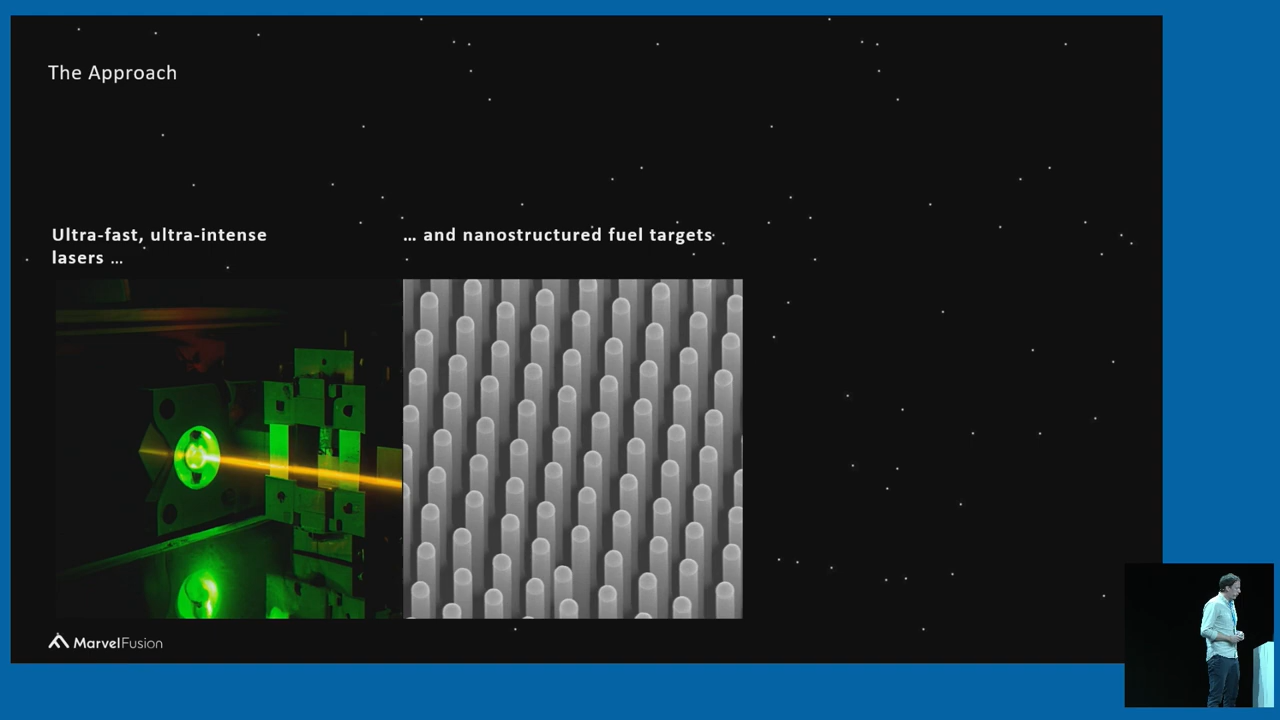 The Approach
Ultra-fast, ultra-intense
lasers ...
... and nanostructured fuel targets
MarvelFusion